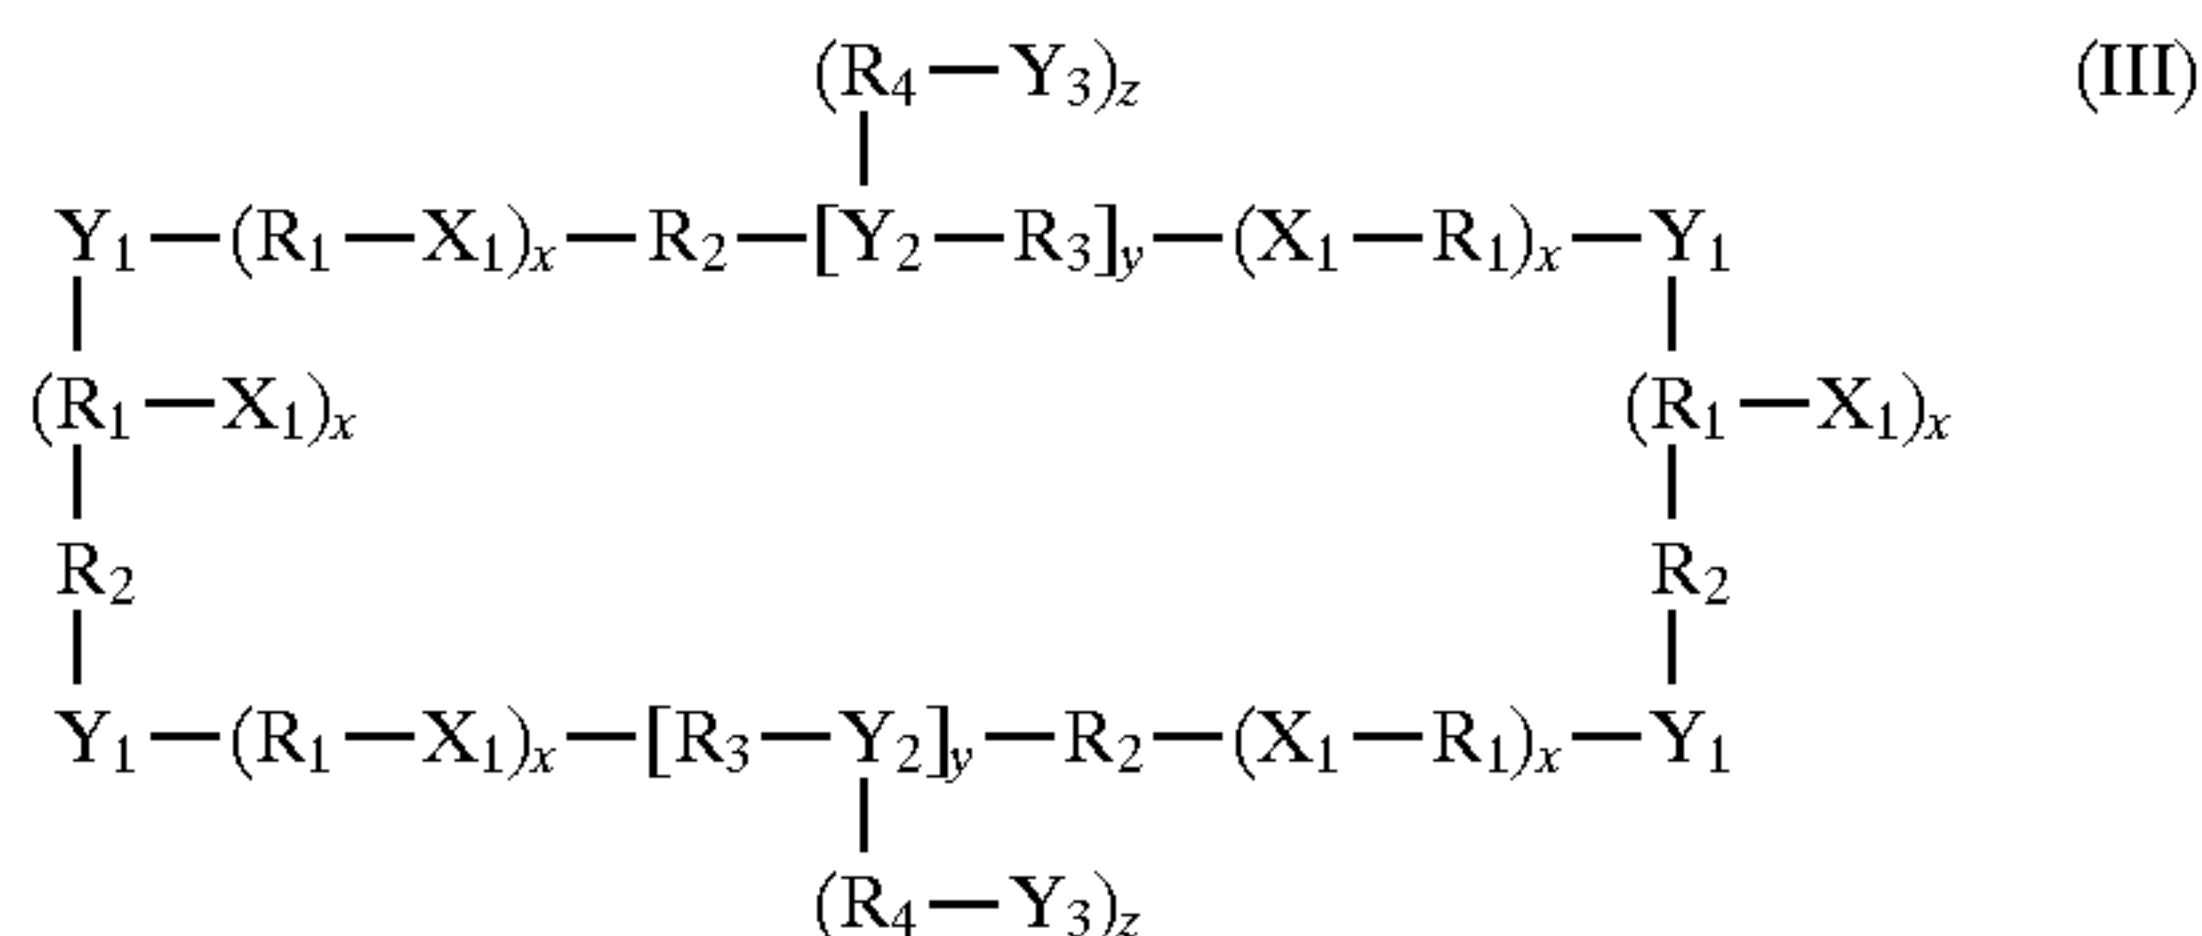 (R₄—Y₃)z (III)
Y₁—(R₁—X₁)x—R₂—[Y₂—R₃]y—(X₁—R₁)x—Y₁
(R₁—X₁)x (R₁—X₁)x
R₂ R₂
Y₁—(R₁—X₁)x—[R₃—Y₂]y—R₂—(X₁—R₁)x—Y₁
(R₄—Y₃)z